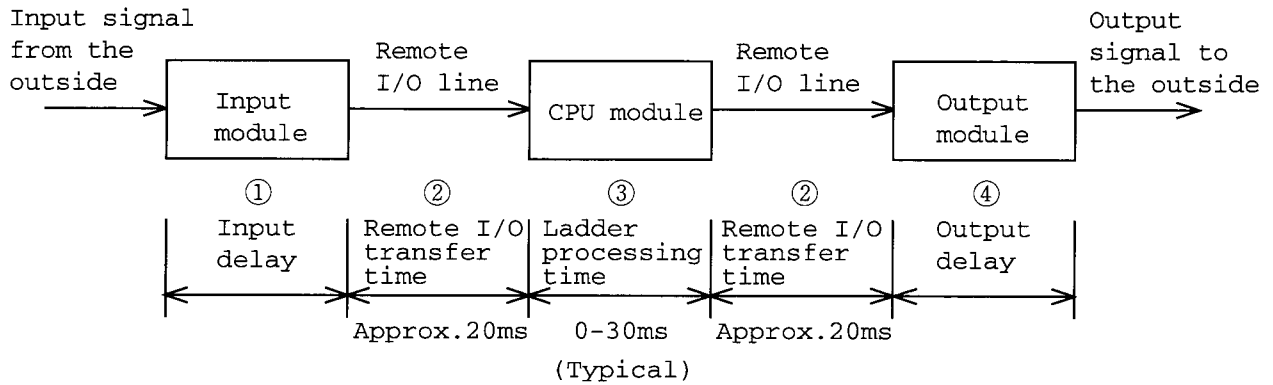 Input signal
from the
outside
Remote
I/O line
Remote
I/O line
Output
signal to
the outside
Input
module
CPU module
Output
module
① ② ③ ② ④
Input
delay
Remote I/O
transfer
time
Ladder
processing
time
Remote I/O
transfer
time
Output
delay
Approx.20ms 0-30ms Approx.20ms
(Typical)